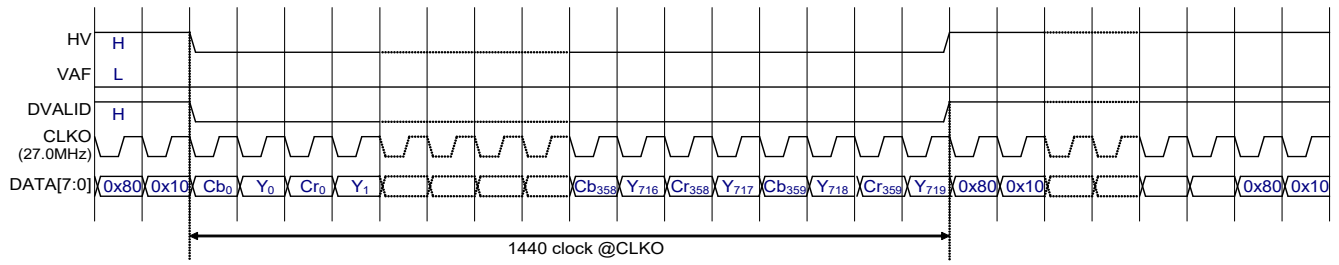 HV H
VAF L
DVALID H
CLKO
(27.0MHz)
DATA[7:0] 0x80 0x10 Cb₀ Y₀ Cr₀ Y₁ Cb₃₅₈ Y₇₁₆ Cr₃₅₈ Y₇₁₇ Cb₃₅₉ Y₇₁₈ Cr₃₅₉ Y₇₁₉ 0x80 0x10 0x80 0x10
1440 clock @CLKO